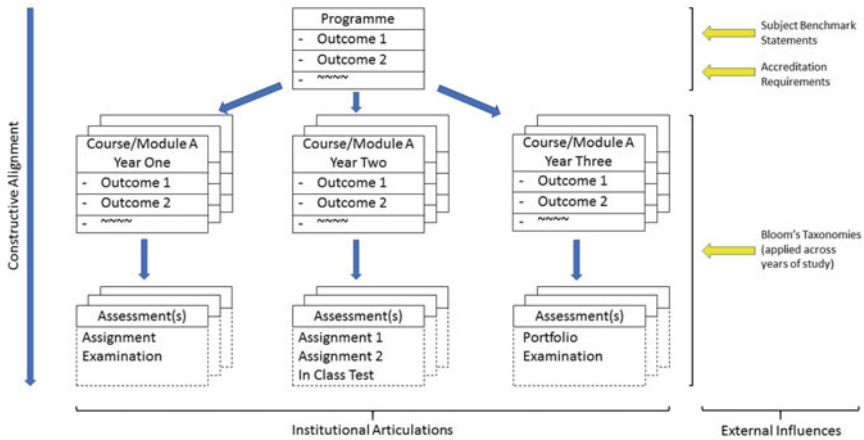 Programme
- Outcome 1
- Outcome 2
- ~~~~
Subject Benchmark
Statements
Accreditation
Requirements
Constructive Alignment
Course/Module A
Year One
- Outcome 1
- Outcome 2
- ~~~~
Course/Module A
Year Two
- Outcome 1
- Outcome 2
- ~~~~
Course/Module A
Year Three
- Outcome 1
- Outcome 2
- ~~~~
Bloom's Taxonomies
(applied across
years of study)
Assessment(s)
Assignment
Examination
Assessment(s)
Assignment 1
Assignment 2
In Class Test
Assessment(s)
Portfolio
Examination
Institutional Articulations
External Influences